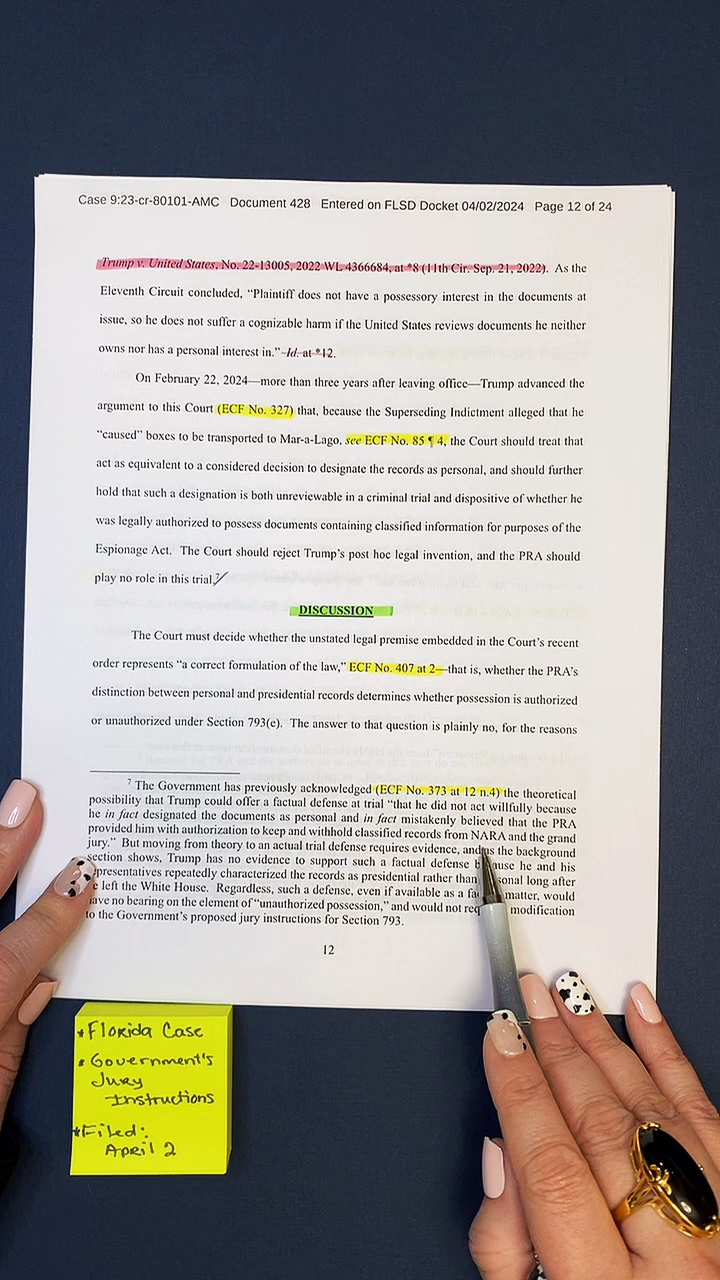 Case 9:23-cr-80101-AMC Document 428 Entered on FLSD Docket 04/02/2024 Page 12 of 24
Trump v. United States, No. 22-13005, 2022 WL 4366684, at *8 (11th Cir. Sep. 21, 2022). As the
Eleventh Circuit concluded, “Plaintiff does not have a possessory interest in the documents at
issue, so he does not suffer a cognizable harm if the United States reviews documents he neither
owns nor has a personal interest in.” Id. at *12.
On February 22, 2024—more than three years after leaving office—Trump advanced the
argument to this Court (ECF No. 327) that, because the Superseding Indictment alleged that he
“caused” boxes to be transported to Mar-a-Lago, see ECF No. 85 ¶ 4, the Court should treat that
act as equivalent to a considered decision to designate the records as personal, and should further
hold that such a designation is both unreviewable in a criminal trial and dispositive of whether he
was legally authorized to possess documents containing classified information for purposes of the
Espionage Act. The Court should reject Trump’s post hoc legal invention, and the PRA should
play no role in this trial.7
DISCUSSION
The Court must decide whether the unstated legal premise embedded in the Court’s recent
order represents “a correct formulation of the law,” ECF No. 407 at 2—that is, whether the PRA’s
distinction between personal and presidential records determines whether possession is authorized
or unauthorized under Section 793(e). The answer to that question is plainly no, for the reasons
7 The Government has previously acknowledged (ECF No. 373 at 12 n.4) the theoretical
possibility that Trump could offer a factual defense at trial “that he did not act willfully because
he in fact designated the documents as personal and in fact mistakenly believed that the PRA
provided him with authorization to keep and withhold classified records from NARA and the grand
jury.” But moving from theory to an actual trial defense requires evidence, and as the background
section shows, Trump has no evidence to support such a factual defense because he and his
representatives repeatedly characterized the records as presidential rather than personal long after
he left the White House. Regardless, such a defense, even if available as a matter, would
have no bearing on the element of “unauthorized possession,” and would not modification
to the Government’s proposed jury instructions for Section 793.
12
*Florida Case
*Government's
Jury
Instructions
*Filed:
April 2